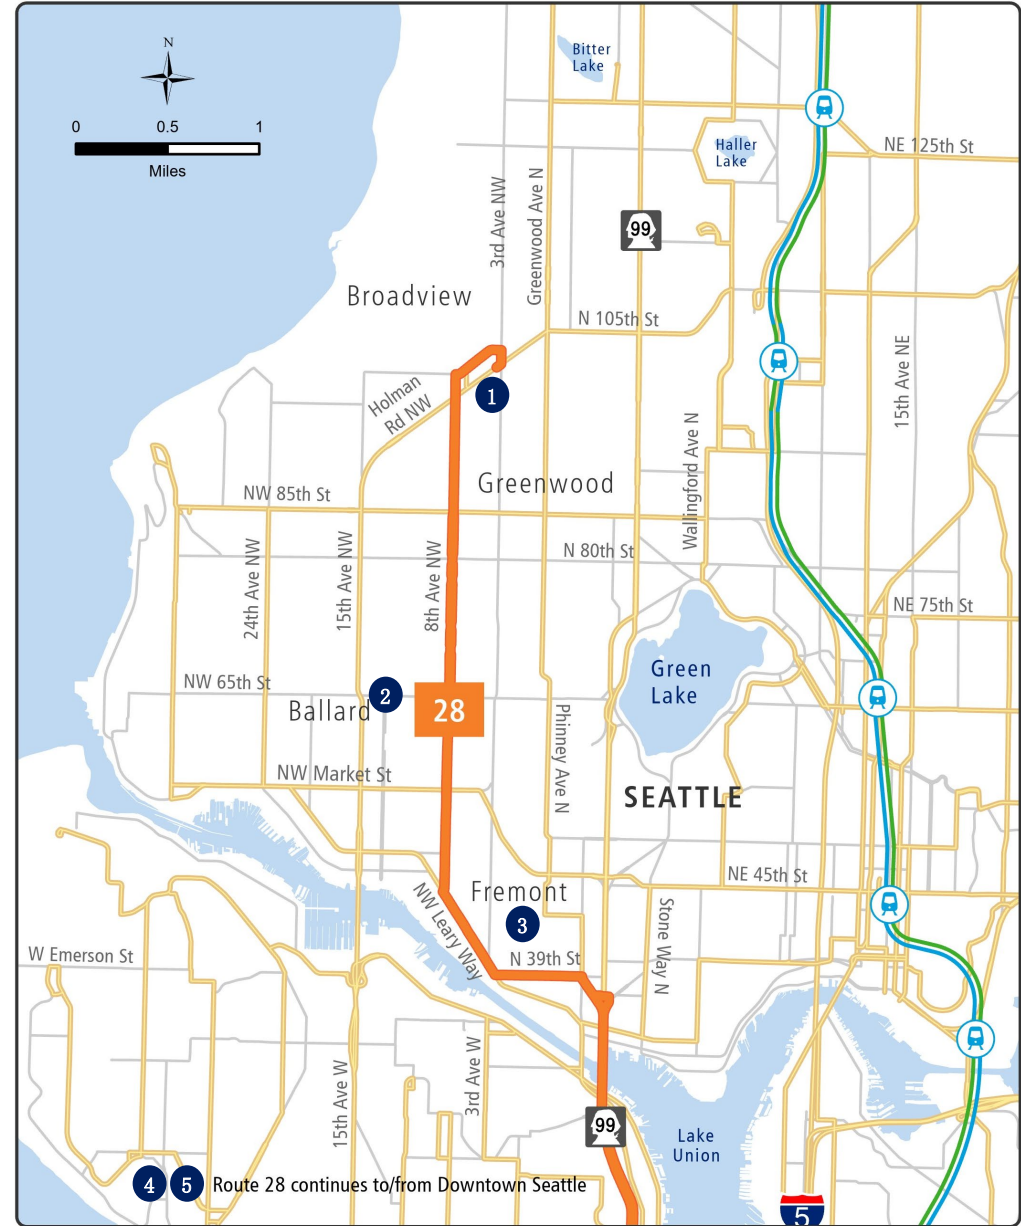 Bitter
Lake
N
0 0.5 1
Miles
Haller
Lake
NE 125th St
3rd Ave NW
Greenwood Ave N
99
Broadview
N 105th St
15th Ave NE
Holman
Rd NW
1
Wallingford Ave N
Greenwood
NW 85th St
N 80th St
24th Ave NW
15th Ave NW
8th Ave NW
NE 75th St
NW 65th St
Green
Lake
2
Ballard
28
Phinney Ave N
NW Market St
SEATTLE
NE 45th St
Fremont
NW Leary Way
3
Stone Way N
W Emerson St
N 39th St
15th Ave W
3rd Ave W
99
Lake
Union
4 5 Route 28 continues to/from Downtown Seattle
5